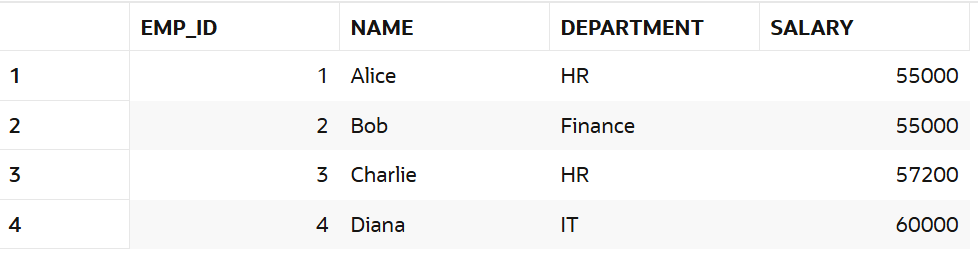 EMP_ID NAME DEPARTMENT SALARY
1 1 Alice HR 55000
2 2 Bob Finance 55000
3 3 Charlie HR 57200
4 4 Diana IT 60000